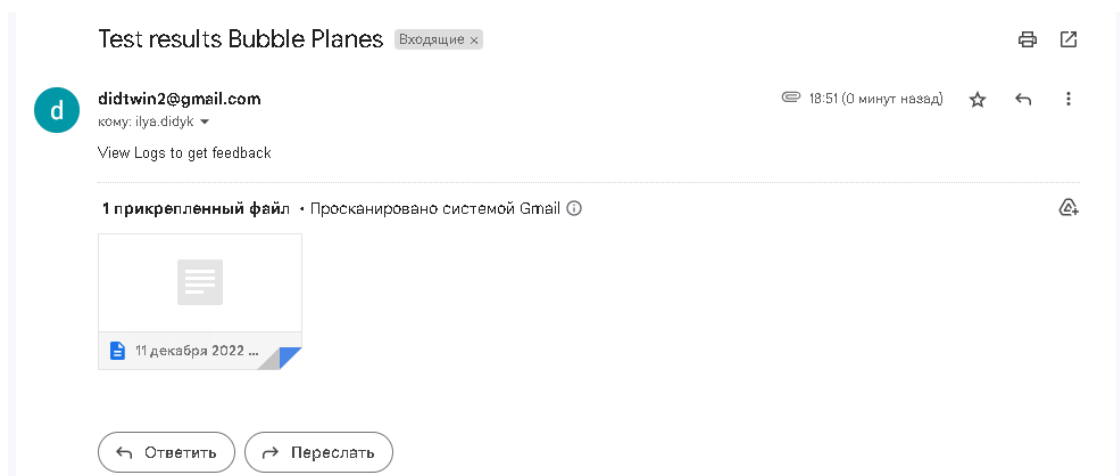 Test results Bubble Planes Входящие ×
d
didtwin2@gmail.com 18:51 (0 минут назад)
кому: ilya.didyk
View Logs to get feedback
1 прикрепленный файл • Просканировано системой Gmail
11 декабря 2022 ...
Ответить Переслать